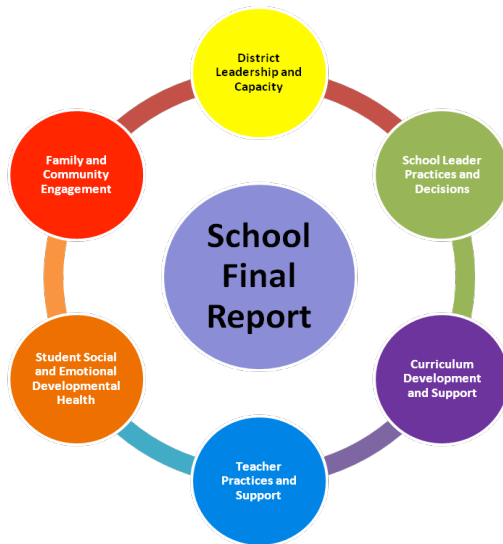 District
Leadership and
Capacity
School Leader
Practices and
Decisions
Curriculum
Development
and Support
Teacher
Practices and
Support
Student Social
and Emotional
Developmental
Health
Family and
Community
Engagement
School
Final
Report